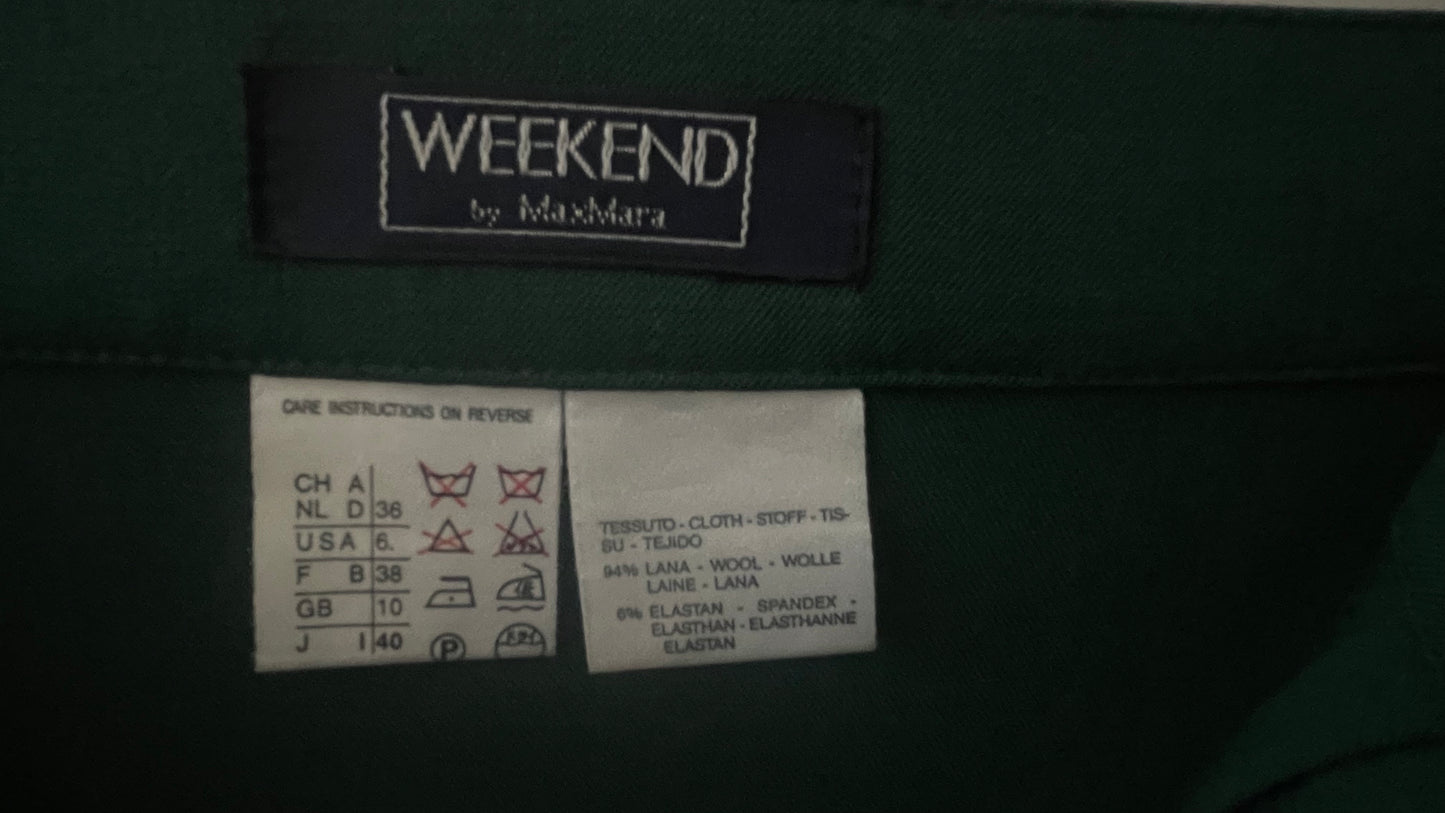 WEEKEND
by MaxMara
CARE INSTRUCTIONS ON REVERSE
CH A
NL D 36
USA 6.
F B 38
GB 10
J I 40
P
TESSUTO - CLOTH - STOFF - TIS-
SU - TEJIDO
94% LANA - WOOL - WOLLE
LAINE - LANA
6% ELASTAN - SPANDEX -
ELASTHAN - ELASTHANNE
ELASTAN